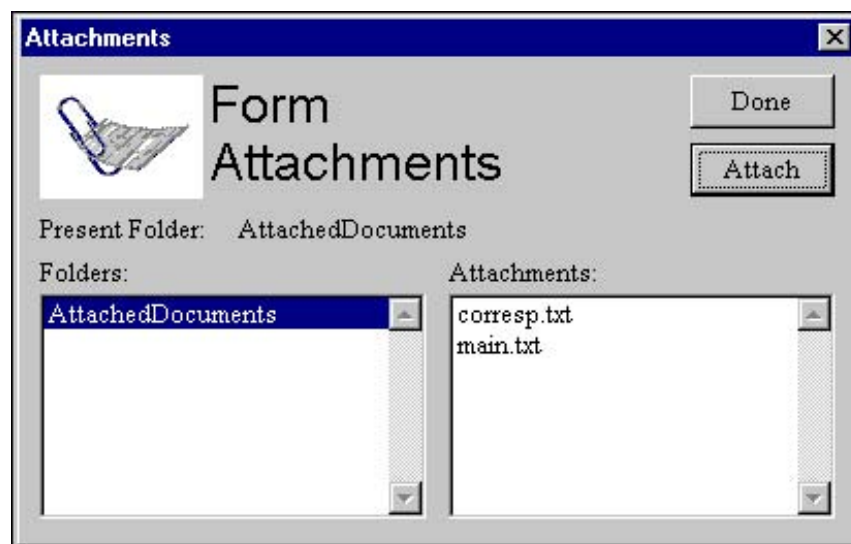 Attachments
Form
Attachments
Done
Attach
Present Folder: AttachedDocuments
Folders:
Attachments:
AttachedDocuments
corresp.txt
main.txt